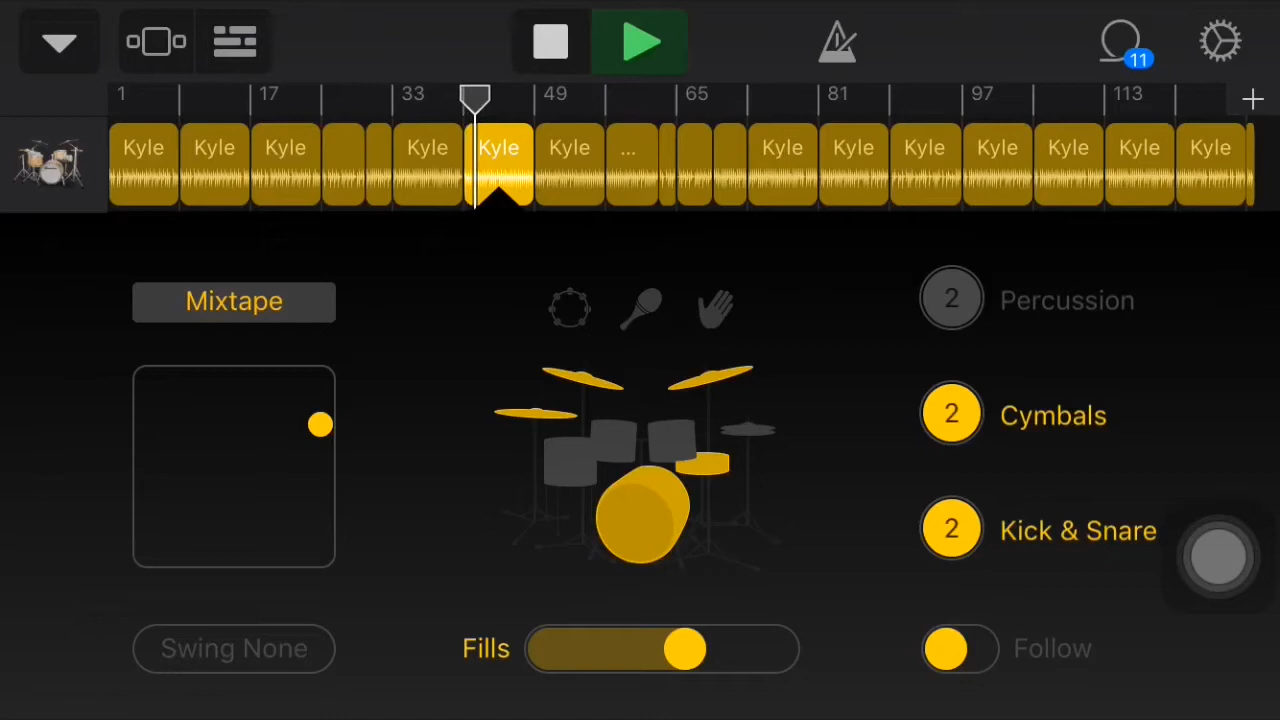 11
1 17 33 49 65 81 97 113
Kyle Kyle Kyle Kyle Kyle Kyle ... Kyle Kyle Kyle Kyle Kyle Kyle Kyle
Mixtape
2 Percussion
2 Cymbals
2 Kick & Snare
Swing None Fills Follow